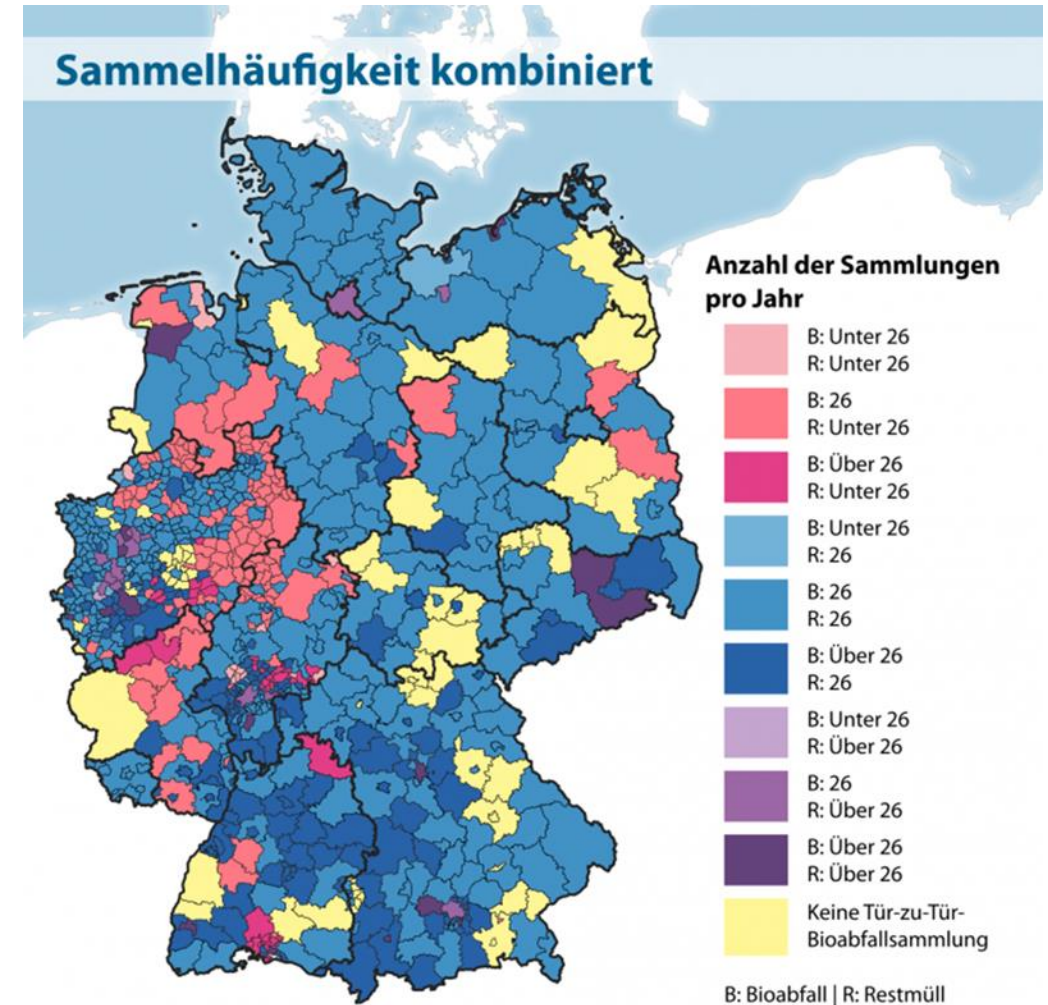 Sammelhäufigkeit kombiniert
Anzahl der Sammlungen
pro Jahr
B: Unter 26
R: Unter 26
B: 26
R: Unter 26
B: Über 26
R: Unter 26
B: Unter 26
R: 26
B: 26
R: 26
B: Über 26
R: 26
B: Unter 26
R: Über 26
B: 26
R: Über 26
B: Über 26
R: Über 26
Keine Tür-zu-Tür-
Bioabfallsammlung
B: Bioabfall | R: Restmüll